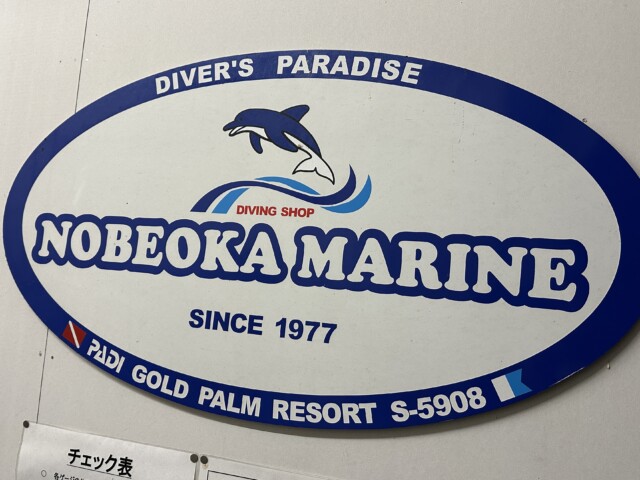 DIVER'S PARADISE
DIVING SHOP
NOBEOKA MARINE
SINCE 1977
PADI GOLD PALM RESORT S-5908
チェック表